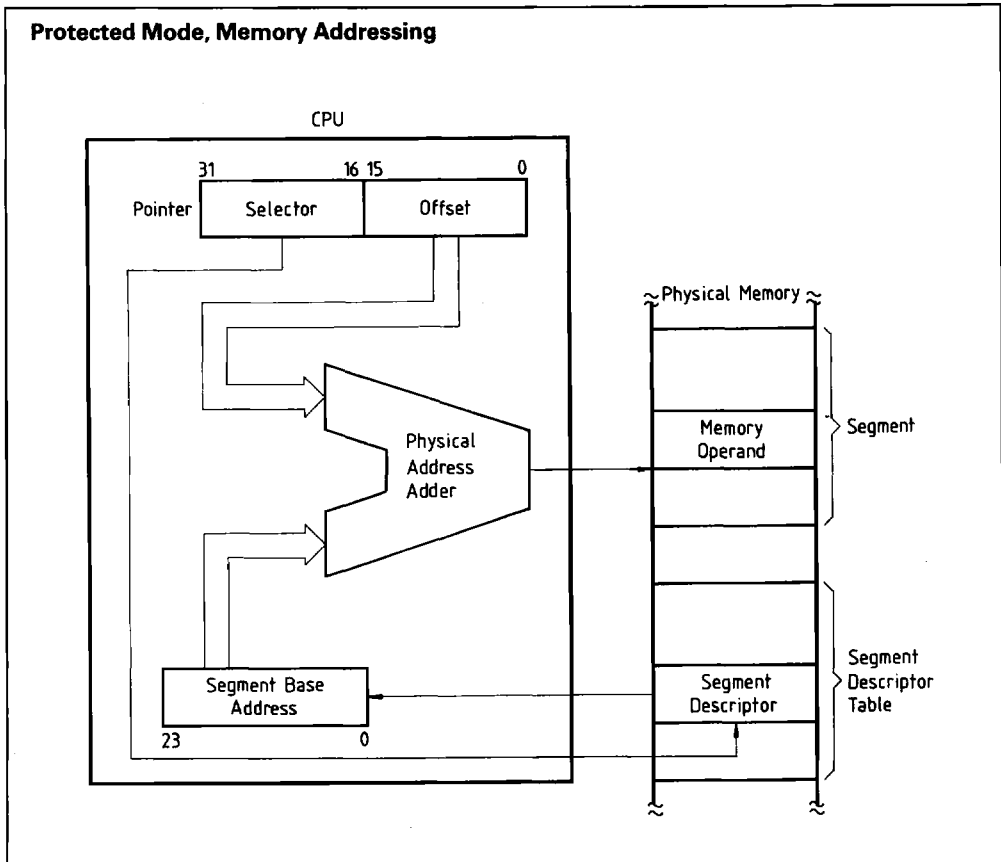 Protected Mode, Memory Addressing
CPU
31 16 15 0
Pointer Selector Offset
Physical Memory
Memory
Operand
Segment
Physical
Address
Adder
Segment Base
Address
23 0
Segment
Descriptor
Segment
Descriptor
Table